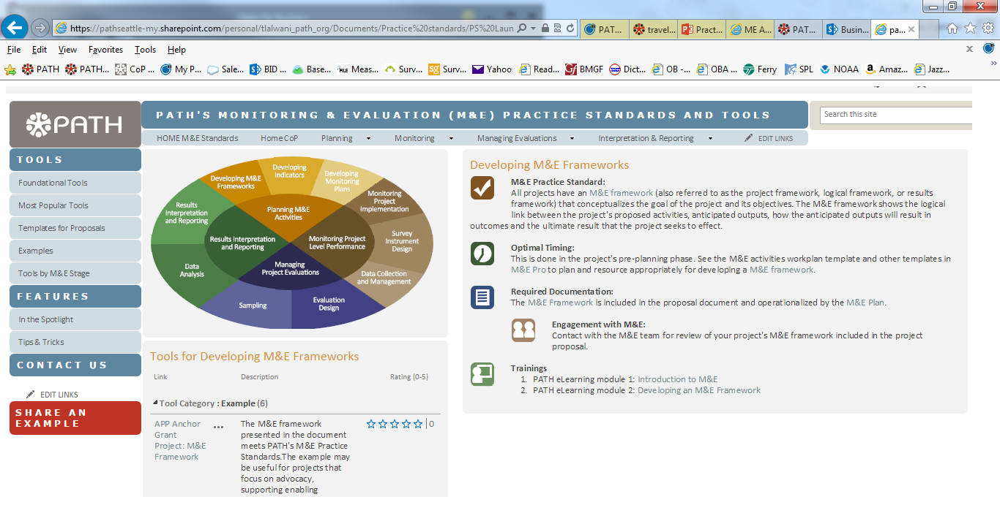 https://pathseattle-my.sharepoint.com/personal/tlalwani_path_org/Documents/Practice%20standards/PS%20Laun
PAT...
travel...
Pract...
ME A...
PAT...
Busin...
pa...
File Edit View Favorites Tools Help
PATH
PATH...
CoP ...
My P...
Sale...
BID ...
Base...
Meas...
Surv...
Surv...
Yahoo
Read...
BMGF
Dict...
OB -...
OBA ...
Ferry
SPL
NOAA
Amaz...
Jazz...
PATH
PATH'S MONITORING & EVALUATION (M&E) PRACTICE STANDARDS AND TOOLS
Search this site
HOME M&E Standards
Home CoP
Planning
Monitoring
Managing Evaluations
Interpretation & Reporting
EDIT LINKS
TOOLS
Foundational Tools
Most Popular Tools
Templates for Proposals
Examples
Tools by M&E Stage
FEATURES
In the Spotlight
Tips & Tricks
CONTACT US
EDIT LINKS
SHARE AN
EXAMPLE
Developing M&E
Frameworks
Developing
Indicators
Developing
Monitoring
Plans
Monitoring
Project
Implementation
Survey
Instrument
Design
Data Collection
and Management
Evaluation
Design
Sampling
Data
Analysis
Results
Interpretation
and Reporting
Planning M&E
Activities
Monitoring Project
Level Performance
Managing
Project Evaluations
Results Interpretation
and Reporting
Tools for Developing M&E Frameworks
Link
Description
Rating (0-5)
Tool Category : Example (6)
APP Anchor
Grant
Project: M&E
Framework
...
The M&E framework
presented in the document
meets PATH's M&E Practice
Standards.The example may
be useful for projects that
focus on advocacy,
supporting enabling
0
Developing M&E Frameworks
M&E Practice Standard:
All projects have an M&E framework (also referred to as the project framework, logical framework, or results
framework) that conceptualizes the goal of the project and its objectives. The M&E framework shows the logical
link between the project's proposed activities, anticipated outputs, how the anticipated outputs will result in
outcomes and the ultimate result that the project seeks to effect.
Optimal Timing:
This is done in the project's pre-planning phase. See the M&E activities workplan template and other templates in
M&E Pro to plan and resource appropriately for developing a M&E framework.
Required Documentation:
The M&E Framework is included in the proposal document and operationalized by the M&E Plan.
Engagement with M&E:
Contact with the M&E team for review of your project's M&E framework included in the project
proposal.
Trainings
1. PATH eLearning module 1: Introduction to M&E
2. PATH eLearning module 2: Developing an M&E Framework